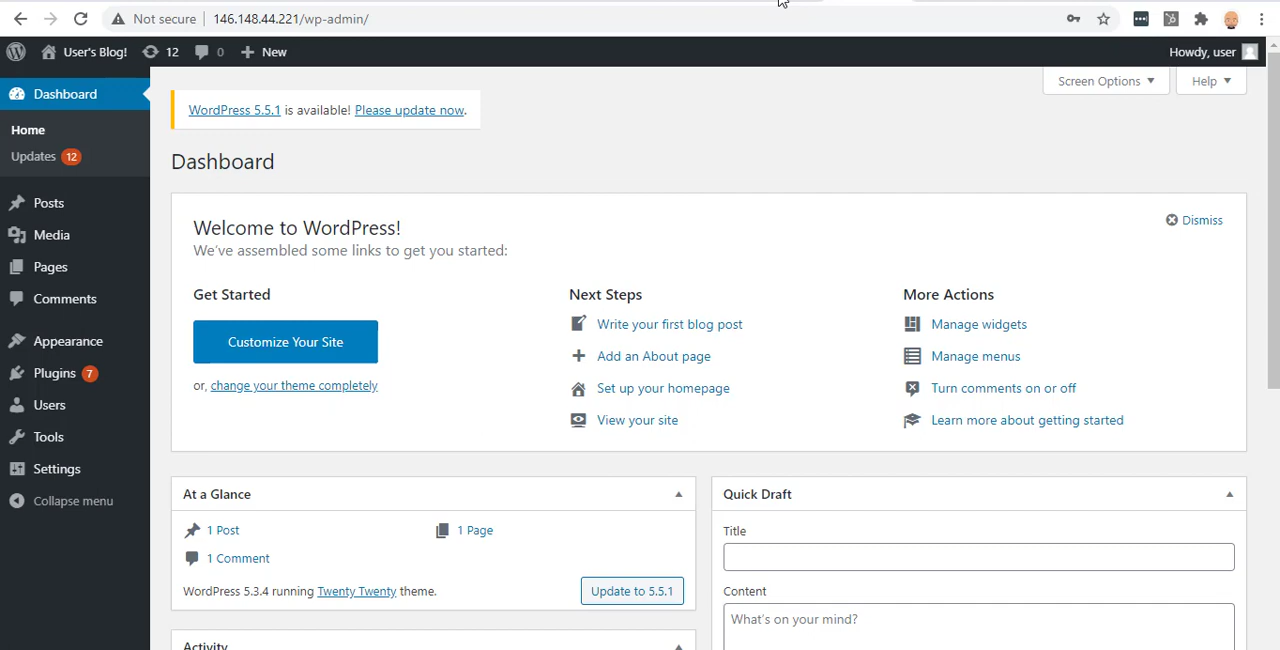 Not secure 146.148.44.221/wp-admin/
User's Blog! 12 0 New Howdy, user
Screen Options Help
Dashboard
Home
Updates 12
Posts
Media
Pages
Comments
Appearance
Plugins 7
Users
Tools
Settings
Collapse menu
WordPress 5.5.1 is available! Please update now.
Dashboard
Welcome to WordPress!
We've assembled some links to get you started:
Dismiss
Get Started
Customize Your Site
or, change your theme completely
Next Steps
Write your first blog post
Add an About page
Set up your homepage
View your site
More Actions
Manage widgets
Manage menus
Turn comments on or off
Learn more about getting started
At a Glance
1 Post 1 Page
1 Comment
WordPress 5.3.4 running Twenty Twenty theme. Update to 5.5.1
Activity
Quick Draft
Title
Content
What's on your mind?